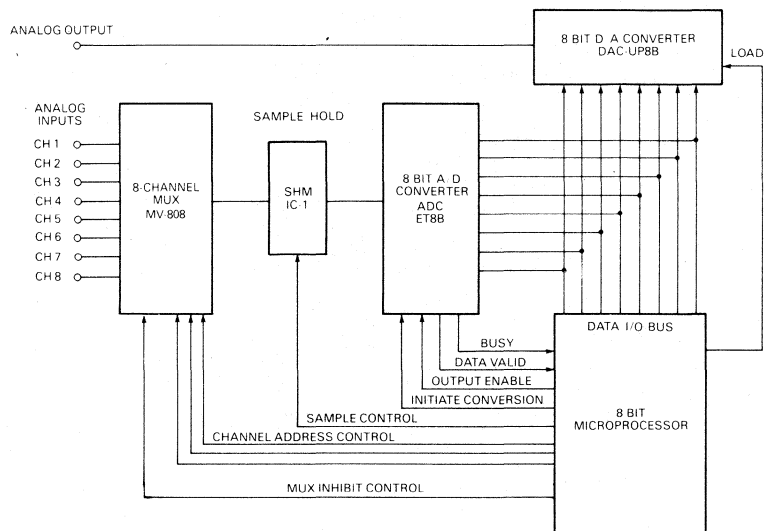 ANALOG OUTPUT
8 BIT D A CONVERTER
DAC-UP8B
LOAD
ANALOG
INPUTS
CH 1
CH 2
CH 3
CH 4
CH 5
CH 6
CH 7
CH 8
8-CHANNEL
MUX
MV-808
SAMPLE HOLD
SHM
IC-1
8 BIT A D
CONVERTER
ADC
ET8B
DATA I/O BUS
8 BIT
MICROPROCESSOR
BUSY
DATA VALID
OUTPUT ENABLE
INITIATE CONVERSION
SAMPLE CONTROL
CHANNEL ADDRESS CONTROL
MUX INHIBIT CONTROL